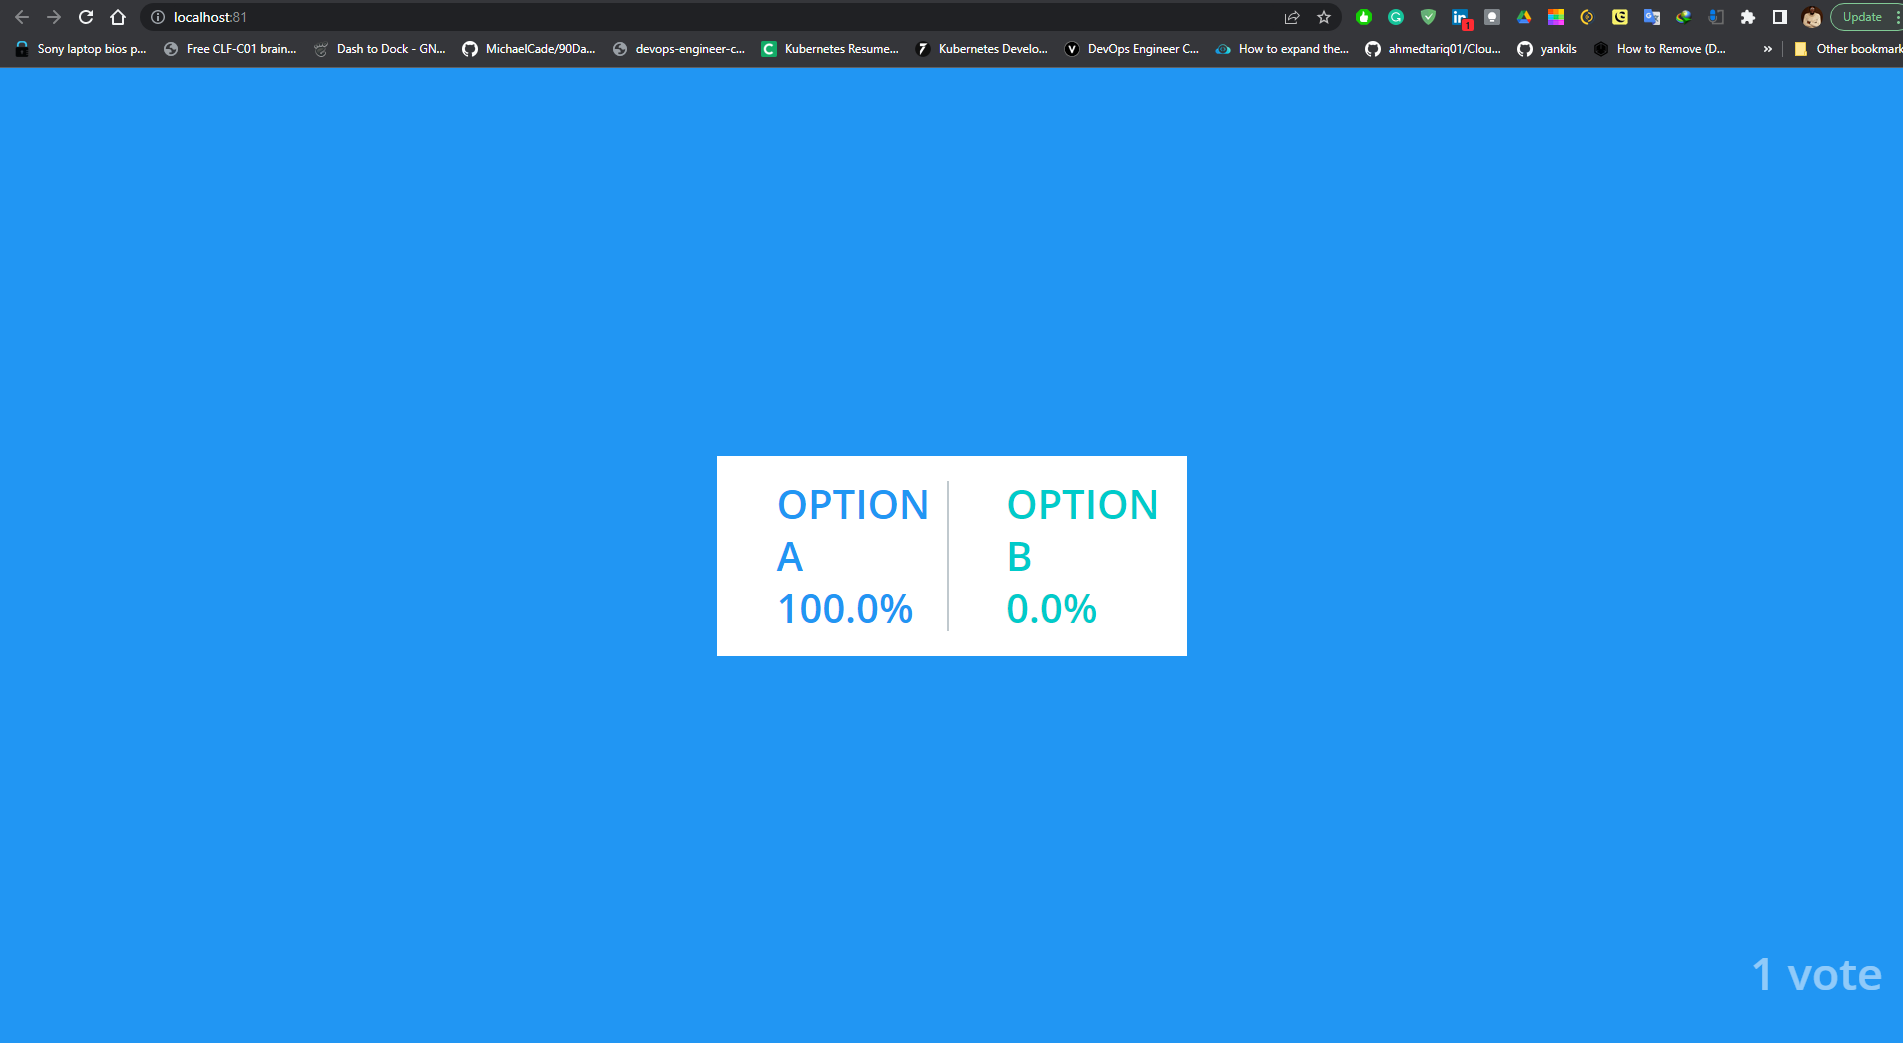 localhost:81
Update
Sony laptop bios p...
Free CLF-C01 brain...
Dash to Dock - GN...
MichaelCade/90Da...
devops-engineer-c...
Kubernetes Resume...
Kubernetes Develo...
DevOps Engineer C...
How to expand the...
ahmedtariq01/Clou...
yankils
How to Remove (D...
»
Other bookmark
OPTION
A
100.0%
OPTION
B
0.0%
1 vote